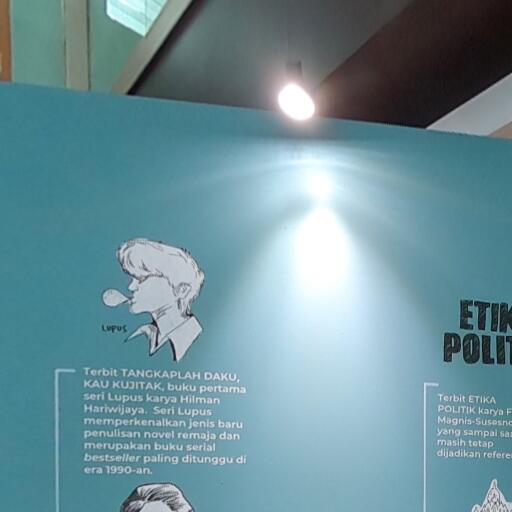 LUPUS
Terbit TANGKAPLAH DAKU,
KAU KUJITAK, buku pertama
seri Lupus karya Hilman
Hariwijaya. Seri Lupus
memperkenalkan jenis baru
penulisan novel remaja dan
merupakan buku serial
bestseller paling ditunggu di
era 1990-an.
ETIK
POLIT
Terbit ETIKA
POLITIK karya F
Magnis-Susesno
yang sampai saa
masih tetap
dijadikan refere